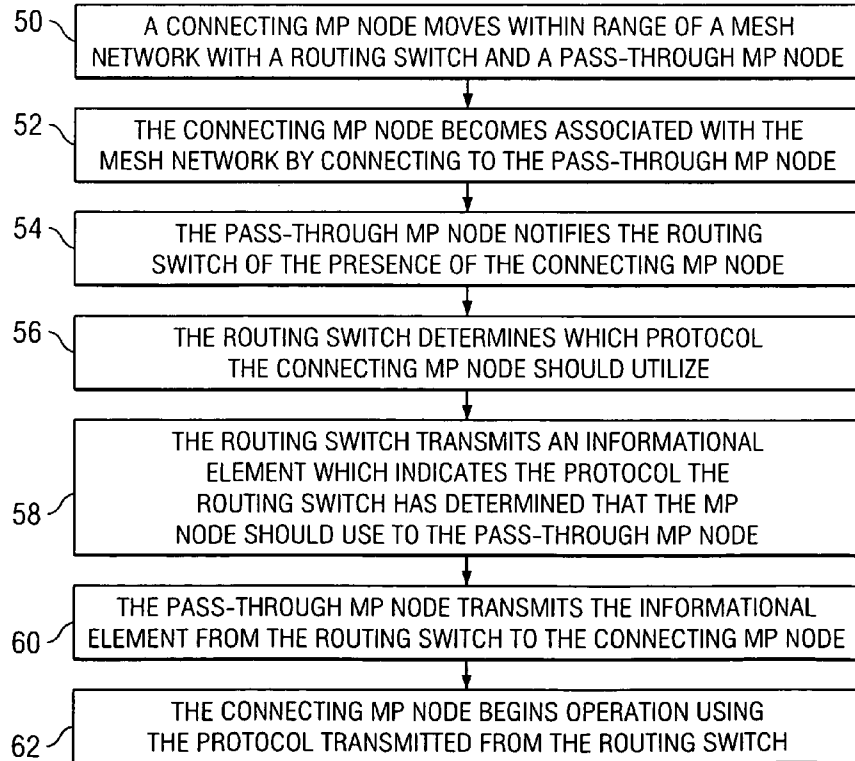 50
A CONNECTING MP NODE MOVES WITHIN RANGE OF A MESH
NETWORK WITH A ROUTING SWITCH AND A PASS-THROUGH MP NODE
52
THE CONNECTING MP NODE BECOMES ASSOCIATED WITH THE
MESH NETWORK BY CONNECTING TO THE PASS-THROUGH MP NODE
54
THE PASS-THROUGH MP NODE NOTIFIES THE ROUTING
SWITCH OF THE PRESENCE OF THE CONNECTING MP NODE
56
THE ROUTING SWITCH DETERMINES WHICH PROTOCOL
THE CONNECTING MP NODE SHOULD UTILIZE
58
THE ROUTING SWITCH TRANSMITS AN INFORMATIONAL
ELEMENT WHICH INDICATES THE PROTOCOL THE
ROUTING SWITCH HAS DETERMINED THAT THE MP
NODE SHOULD USE TO THE PASS-THROUGH MP NODE
60
THE PASS-THROUGH MP NODE TRANSMITS THE INFORMATIONAL
ELEMENT FROM THE ROUTING SWITCH TO THE CONNECTING MP NODE
62
THE CONNECTING MP NODE BEGINS OPERATION USING
THE PROTOCOL TRANSMITTED FROM THE ROUTING SWITCH